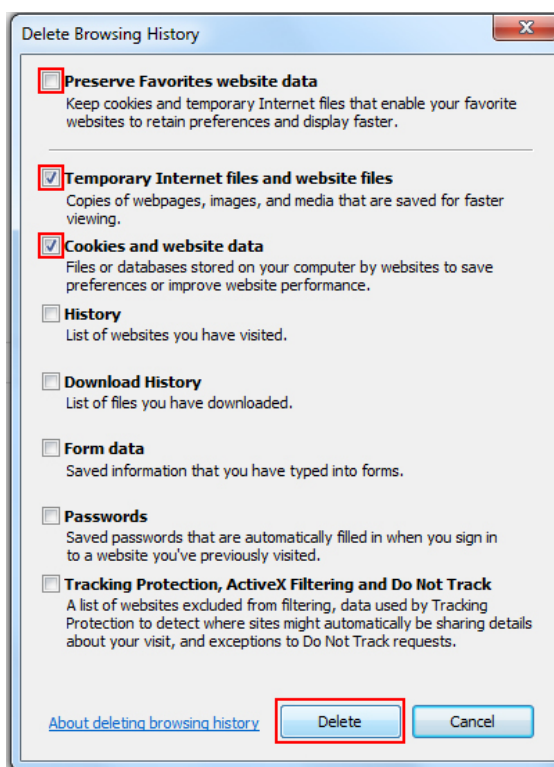 Delete Browsing History
Preserve Favorites website data
Keep cookies and temporary Internet files that enable your favorite
websites to retain preferences and display faster.
Temporary Internet files and website files
Copies of webpages, images, and media that are saved for faster
viewing.
Cookies and website data
Files or databases stored on your computer by websites to save
preferences or improve website performance.
History
List of websites you have visited.
Download History
List of files you have downloaded.
Form data
Saved information that you have typed into forms.
Passwords
Saved passwords that are automatically filled in when you sign in
to a website you've previously visited.
Tracking Protection, ActiveX Filtering and Do Not Track
A list of websites excluded from filtering, data used by Tracking
Protection to detect where sites might automatically be sharing details
about your visit, and exceptions to Do Not Track requests.
About deleting browsing history Delete Cancel